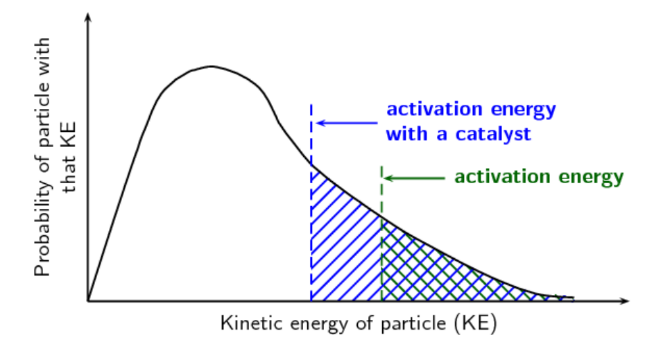 Probability of particle with
that KE
activation energy
with a catalyst
activation energy
Kinetic energy of particle (KE)